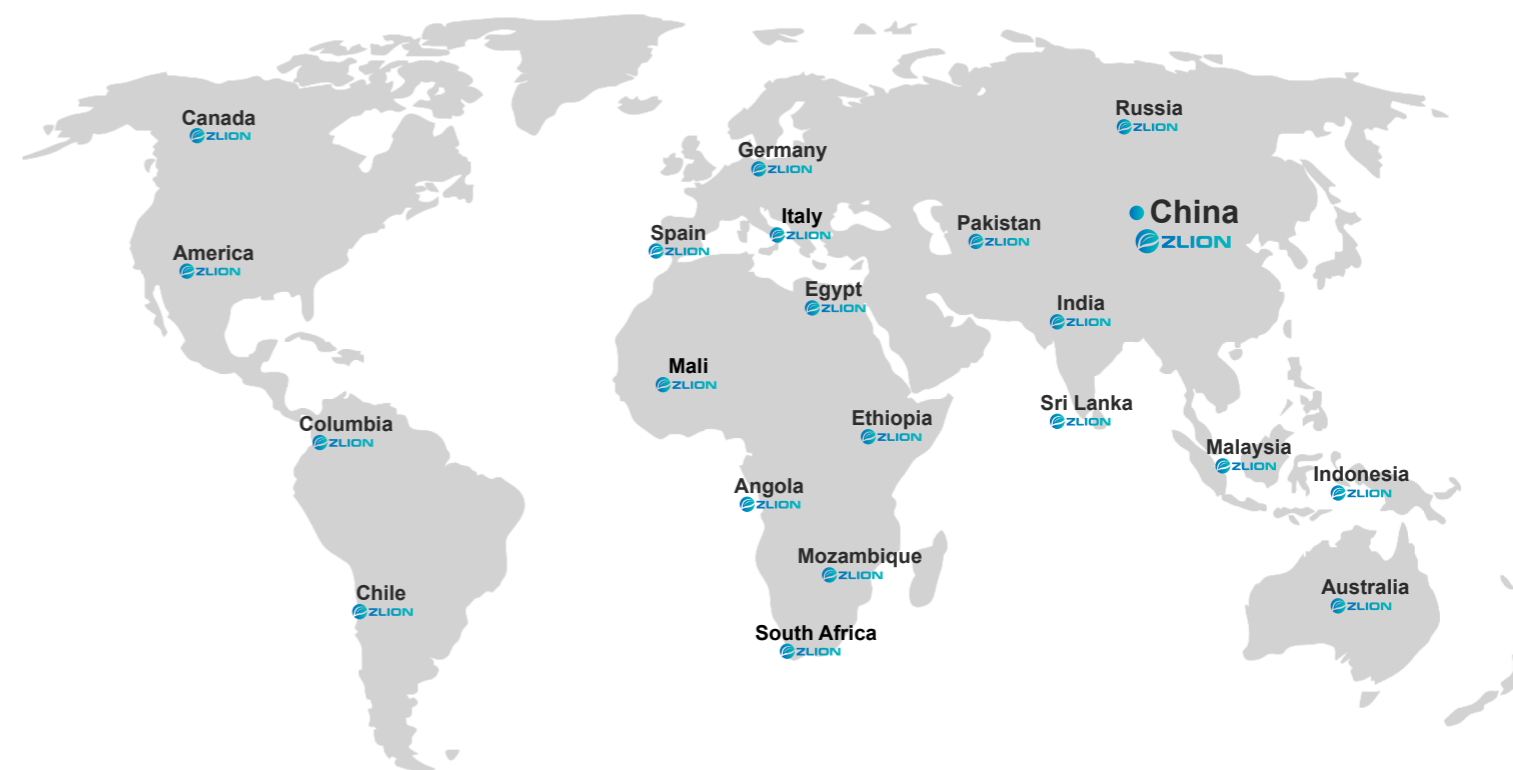 Canada
ZLION
Russia
ZLION
Germany
ZLION
China
ZLION
Italy
ZLION
Pakistan
ZLION
Spain
ZLION
America
ZLION
Egypt
ZLION
India
ZLION
Mali
ZLION
Sri Lanka
ZLION
Columbia
ZLION
Ethiopia
ZLION
Malaysia
ZLION
Indonesia
ZLION
Angola
ZLION
Mozambique
ZLION
Chile
ZLION
Australia
ZLION
South Africa
ZLION